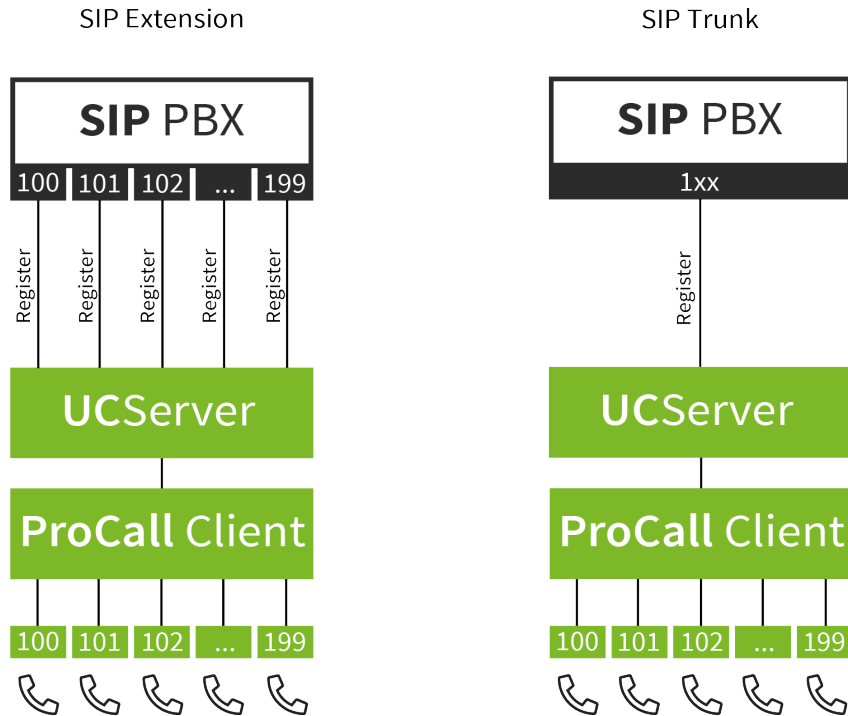 SIP Extension
SIP PBX
100 101 102 ... 199
Register Register Register Register Register
UCServer
ProCall Client
100 101 102 ... 199
SIP Trunk
SIP PBX
1xx
Register
UCServer
ProCall Client
100 101 102 ... 199